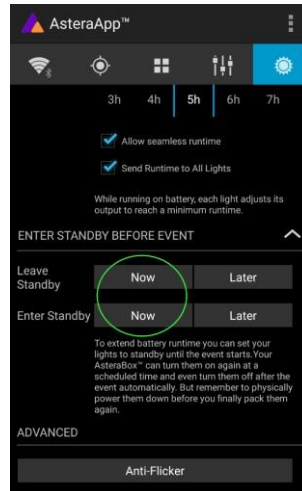 AsteraApp™
3h 4h 5h 6h 7h
Allow seamless runtime
Send Runtime to All Lights
While running on battery, each light adjusts its
output to reach a minimum runtime.
ENTER STANDBY BEFORE EVENT
Leave
Standby
Now Later
Enter Standby Now Later
To extend battery runtime you can set your
lights to standby until the event starts.Your
AsteraBox™ can turn them on again at a
scheduled time and even turn them off after the
event automatically. But remember to physically
power them down before you finally pack them
again.
ADVANCED
Anti-Flicker